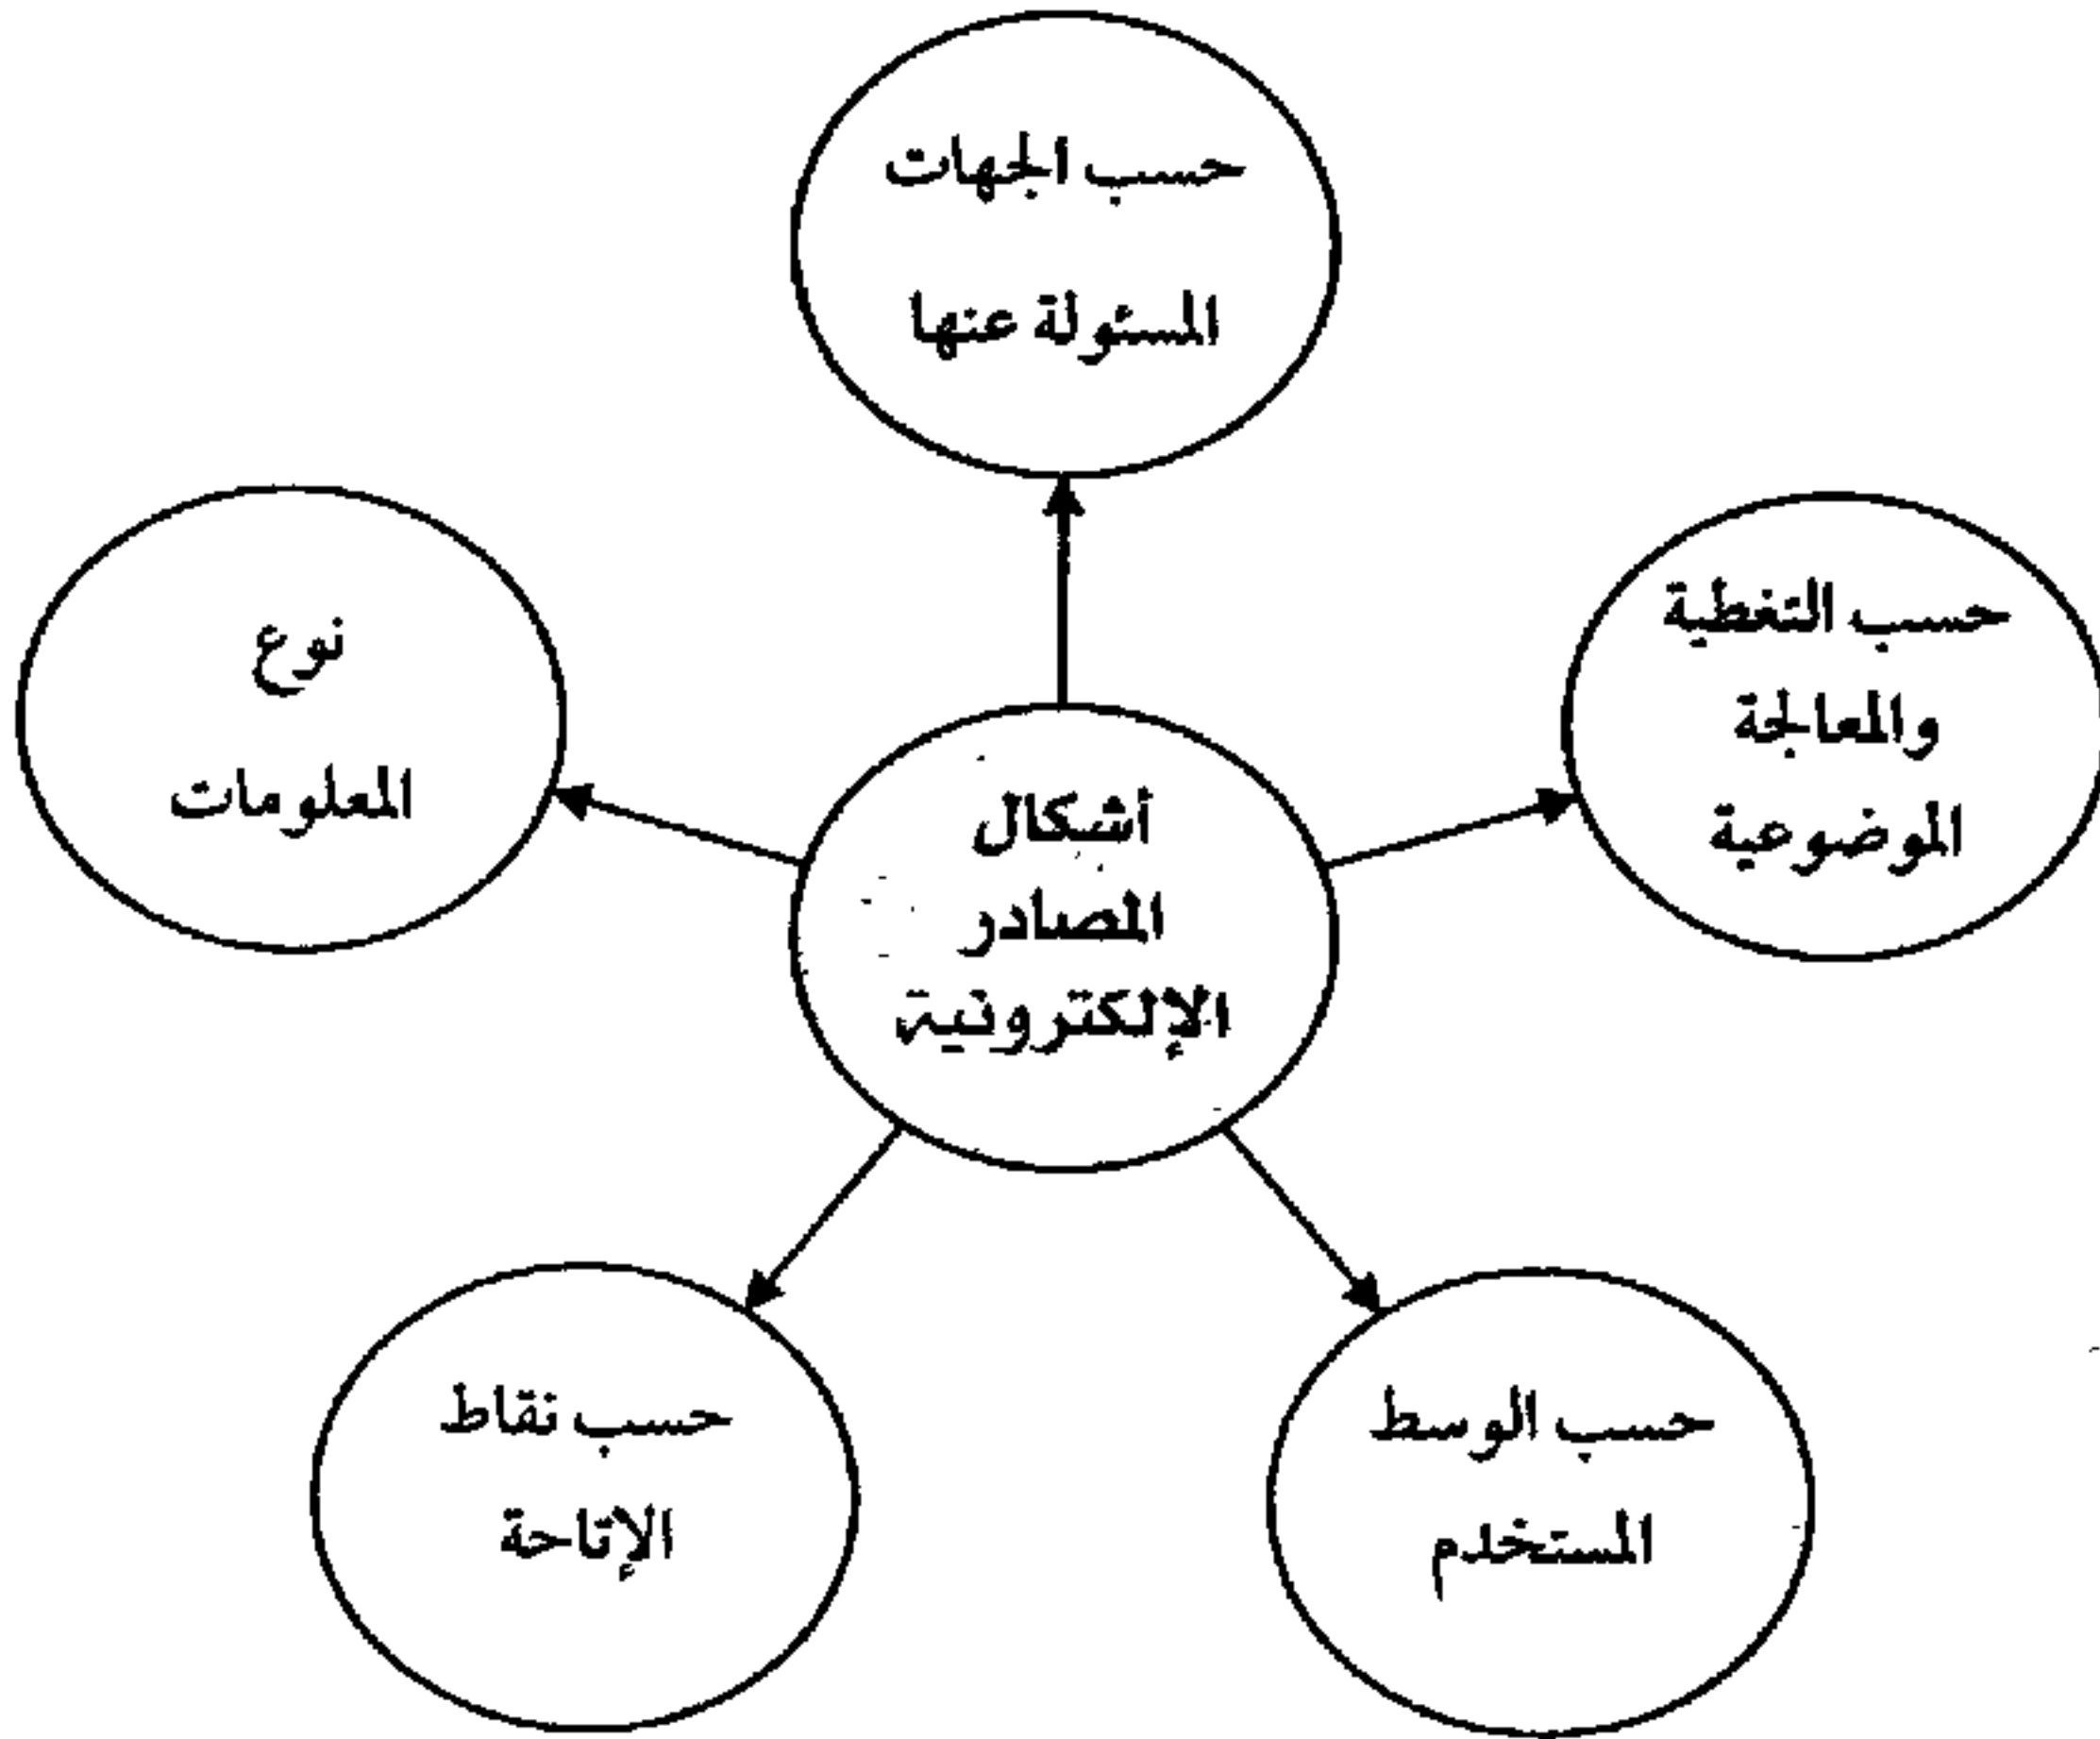 حسب الجهات
المسئولة عنها
حسب التغطية
والمعالجة
الموضوعية
نوع
المعلومات
أشكال
المصادر
الإلكترونية
حسب نقاط
الإتاحة
حسب الوسط
المستخدم